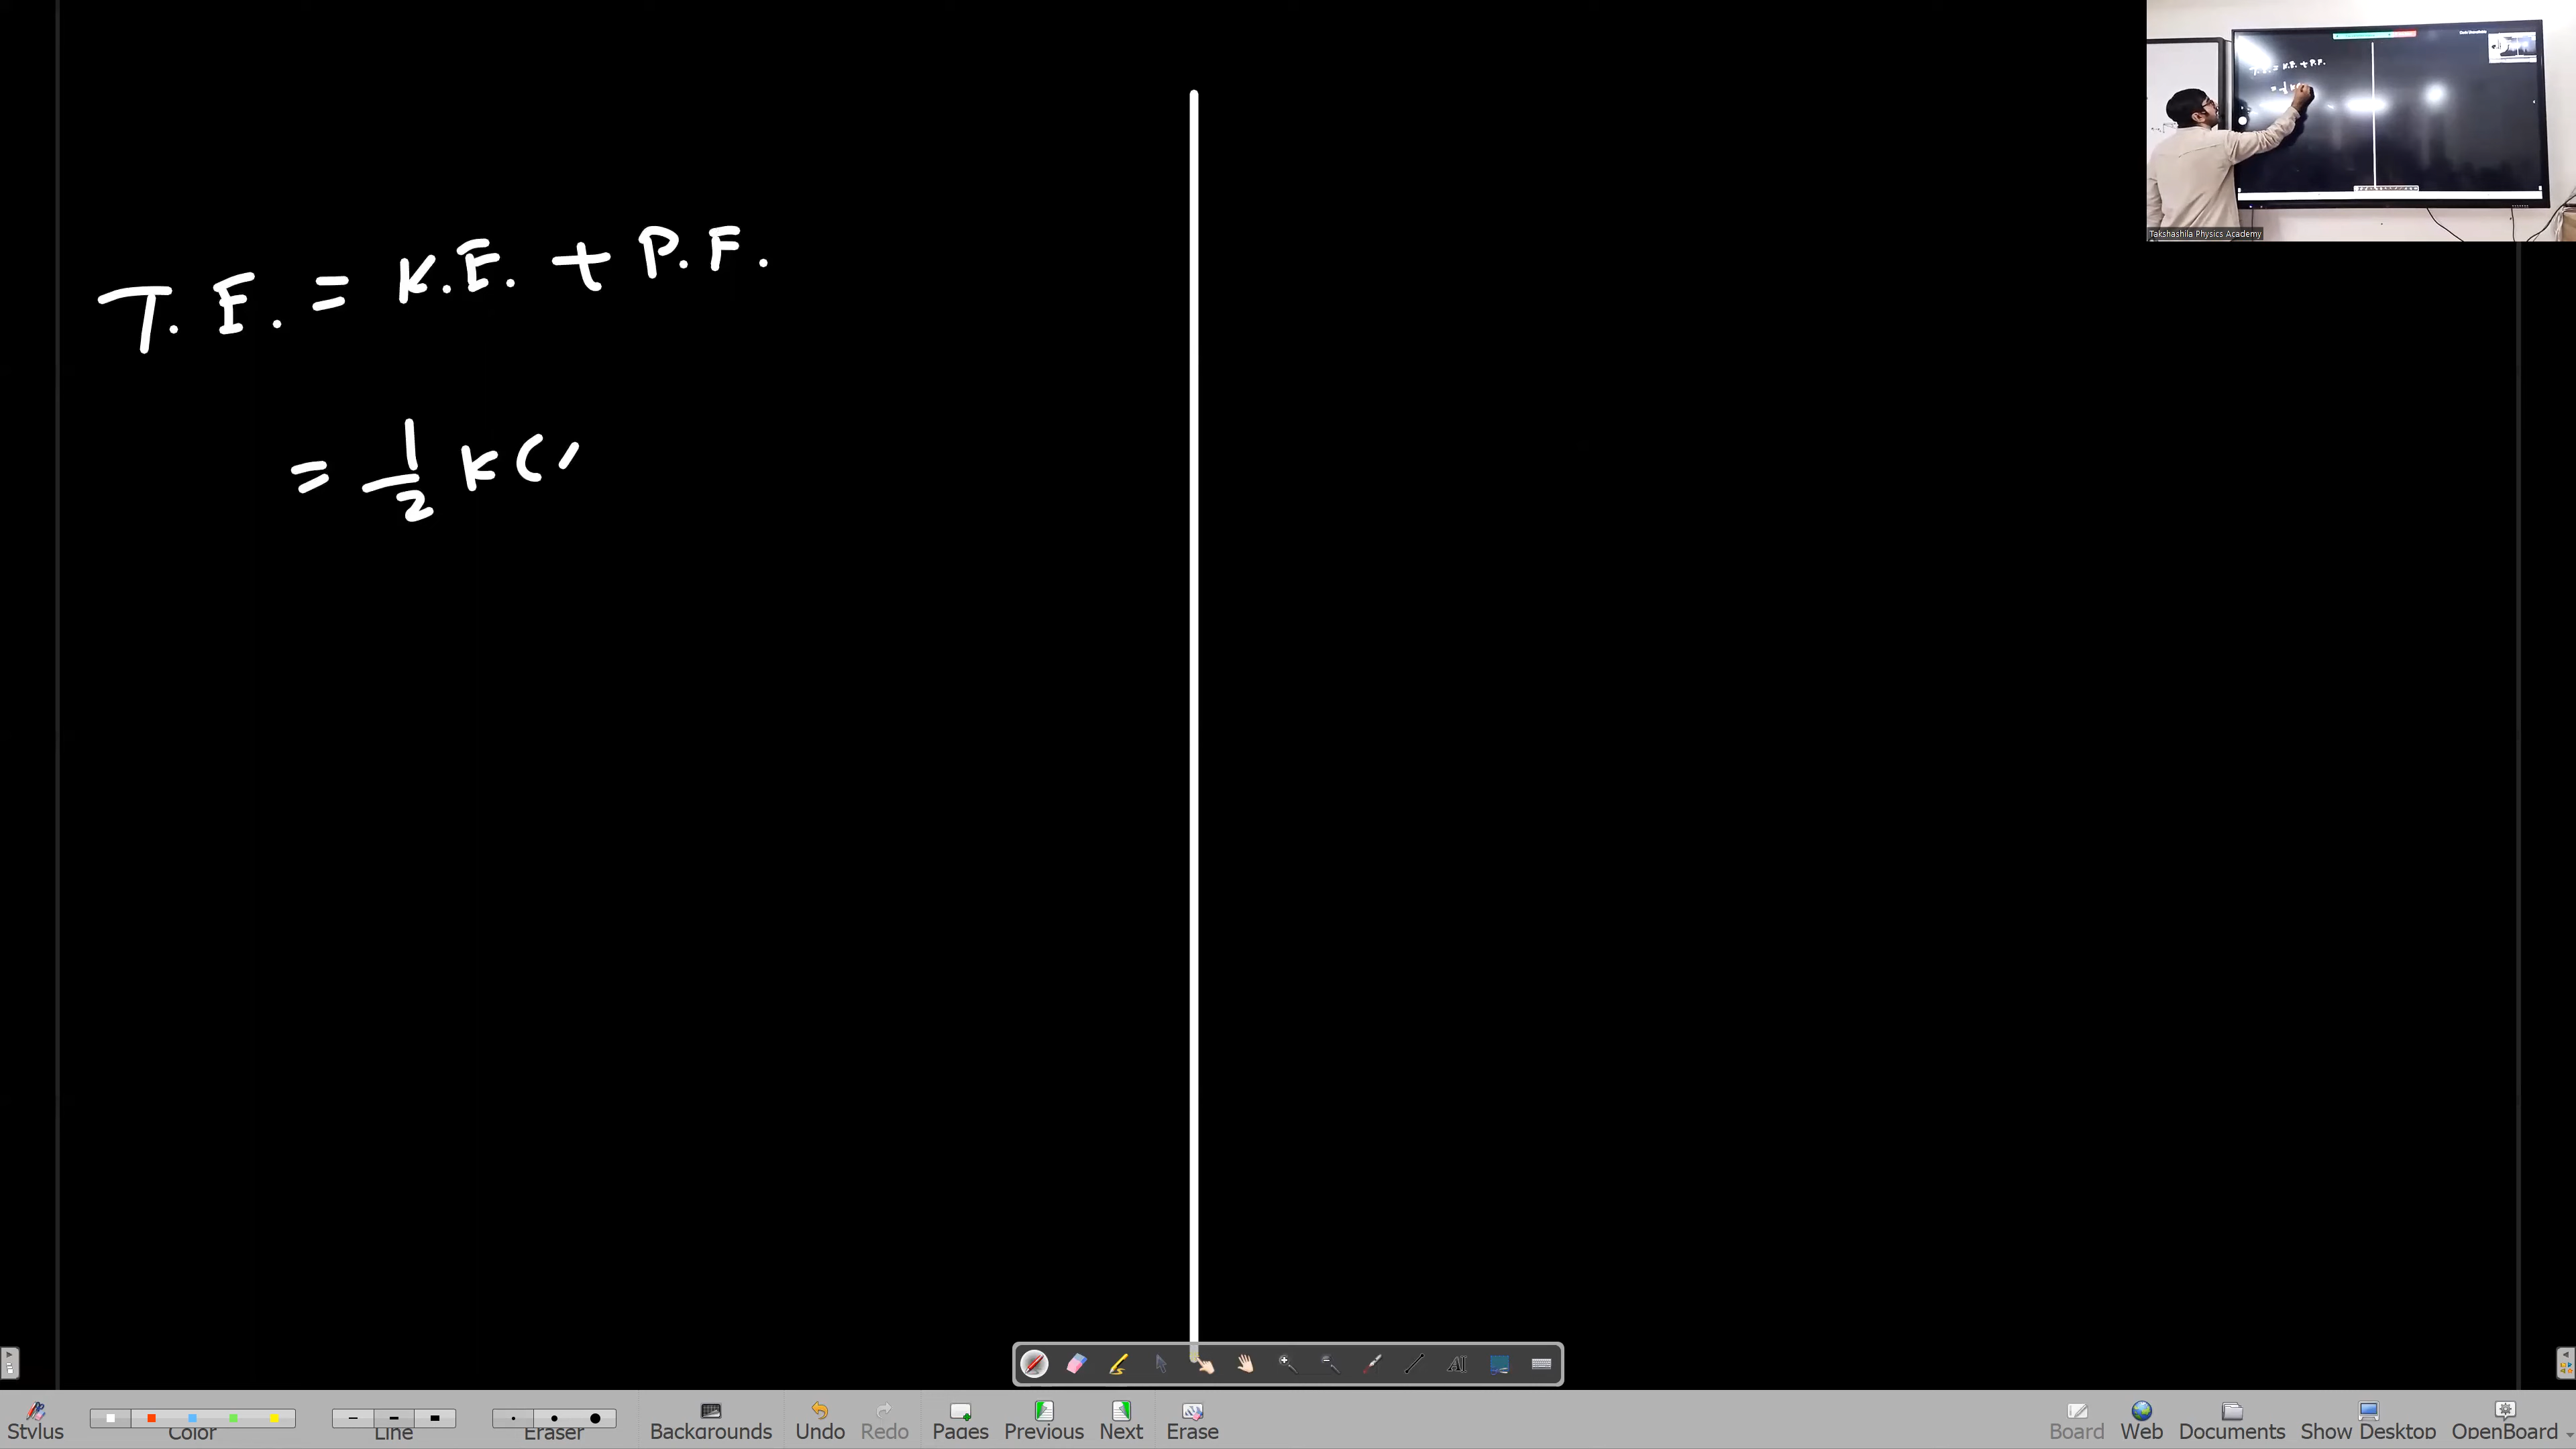 Takshashila Physics Academy
T.E. = K.E. + P.E.
= 1/2 K(
Stylus Color Line Eraser Backgrounds Undo Redo Pages Previous Next Erase Board Web Documents Show Desktop OpenBoard